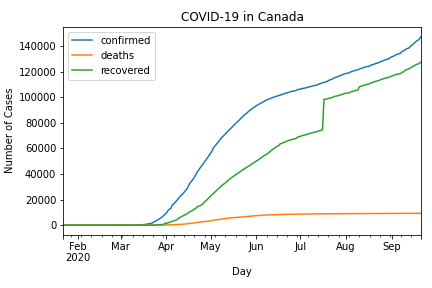 COVID-19 in Canada
confirmed
deaths
recovered
Number of Cases
140000
120000
100000
80000
60000
40000
20000
0
Feb Mar Apr May Jun Jul Aug Sep
2020
Day